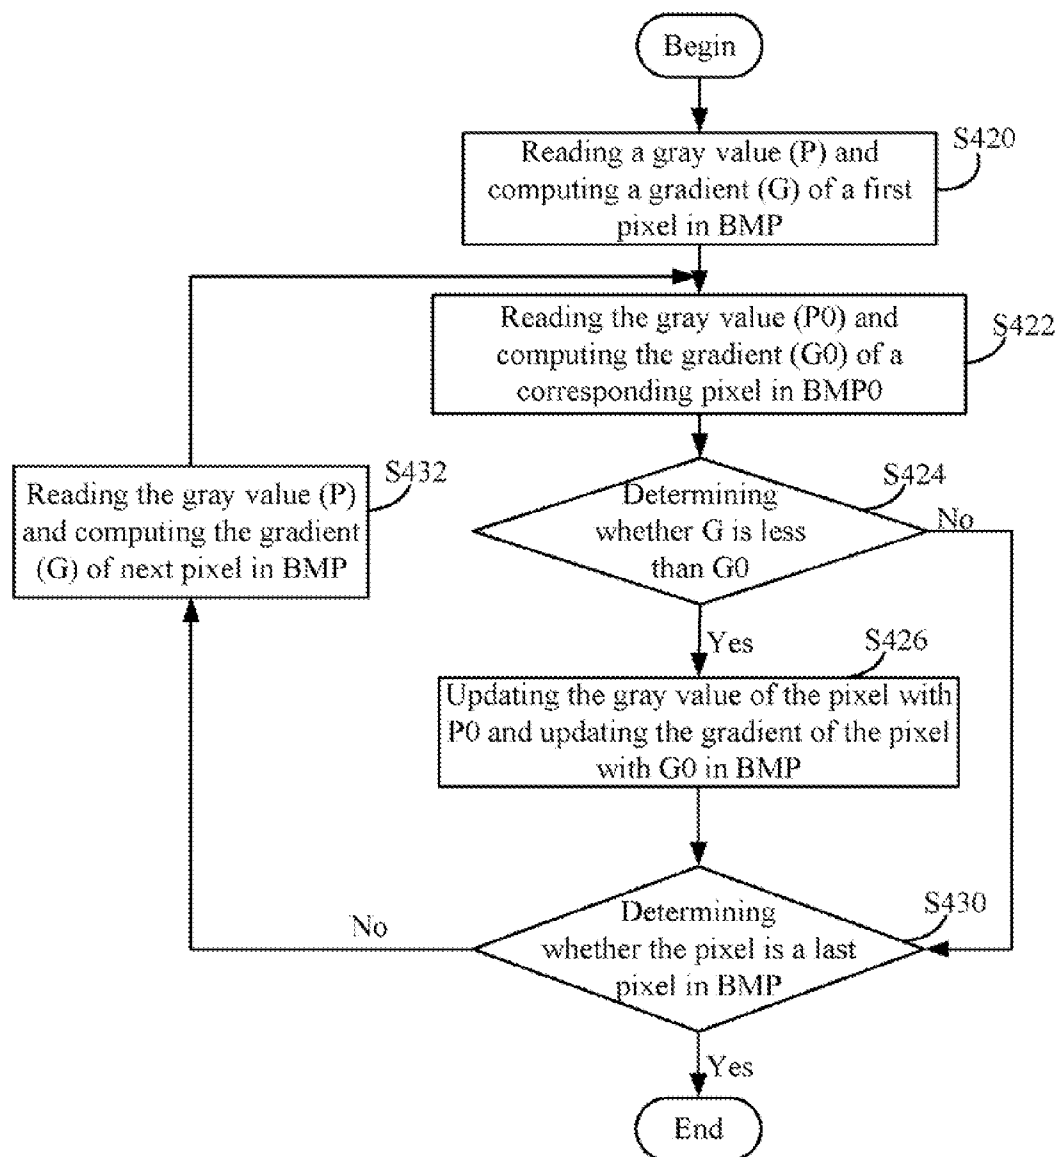 Begin
S420
Reading a gray value (P) and
computing a gradient (G) of a first
pixel in BMP
S422
Reading the gray value (P0) and
computing the gradient (G0) of a
corresponding pixel in BMP0
S432
Reading the gray value (P)
and computing the gradient
(G) of next pixel in BMP
S424
Determining
whether G is less
than G0
No
Yes
S426
Updating the gray value of the pixel with
P0 and updating the gradient of the pixel
with G0 in BMP
S430
Determining
whether the pixel is a last
pixel in BMP
No
Yes
End